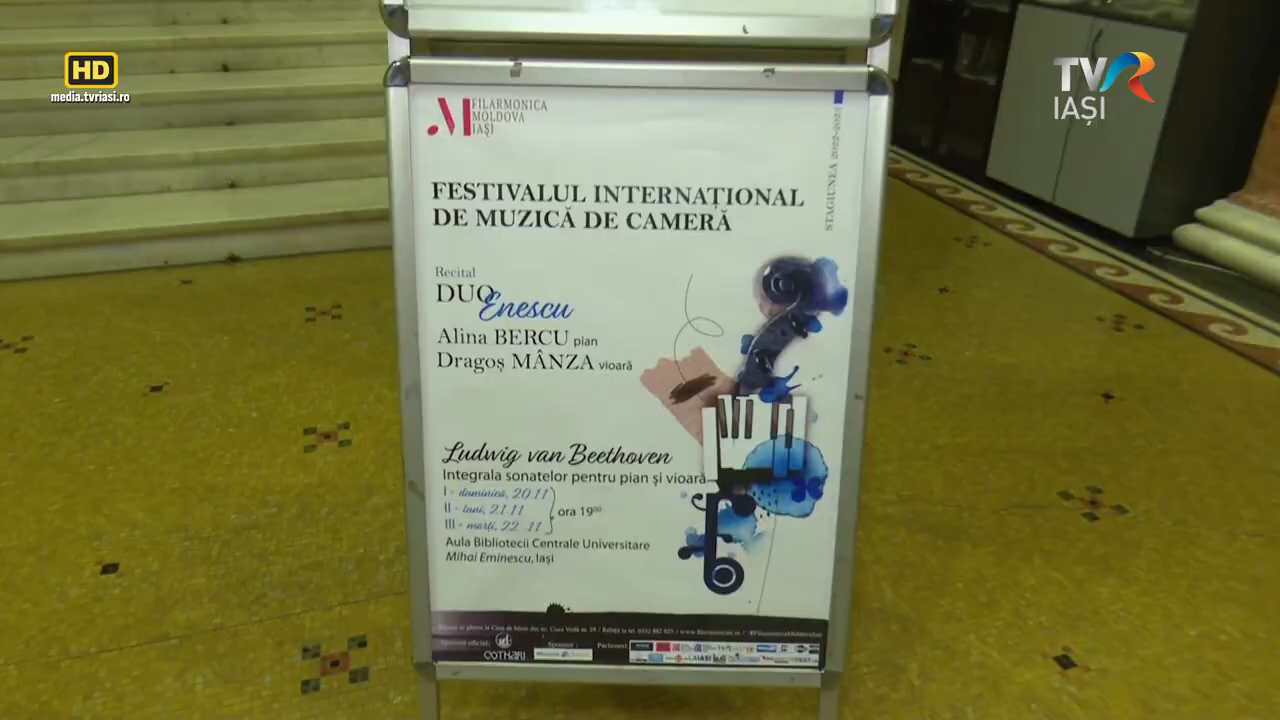 HD
media.tvriasi.ro
TVR
IAȘI
FILARMONICA
MOLDOVA
IAȘI
STAGIUNEA 2022-2023
FESTIVALUL INTERNAȚIONAL
DE MUZICĂ DE CAMERĂ
Recital
DUO Enescu
Alina BERCU pian
Dragoș MÂNZA vioară
Ludwig van Beethoven
Integrala sonatelor pentru pian și vioară
I - duminică, 20.11
II - luni, 21.11
III - marți, 22.11
ora 19⁰⁰
Aula Bibliotecii Centrale Universitare
Mihai Eminescu, Iași
Sponsor oficial:
COTNARI
Sponsor:
Parteneri: